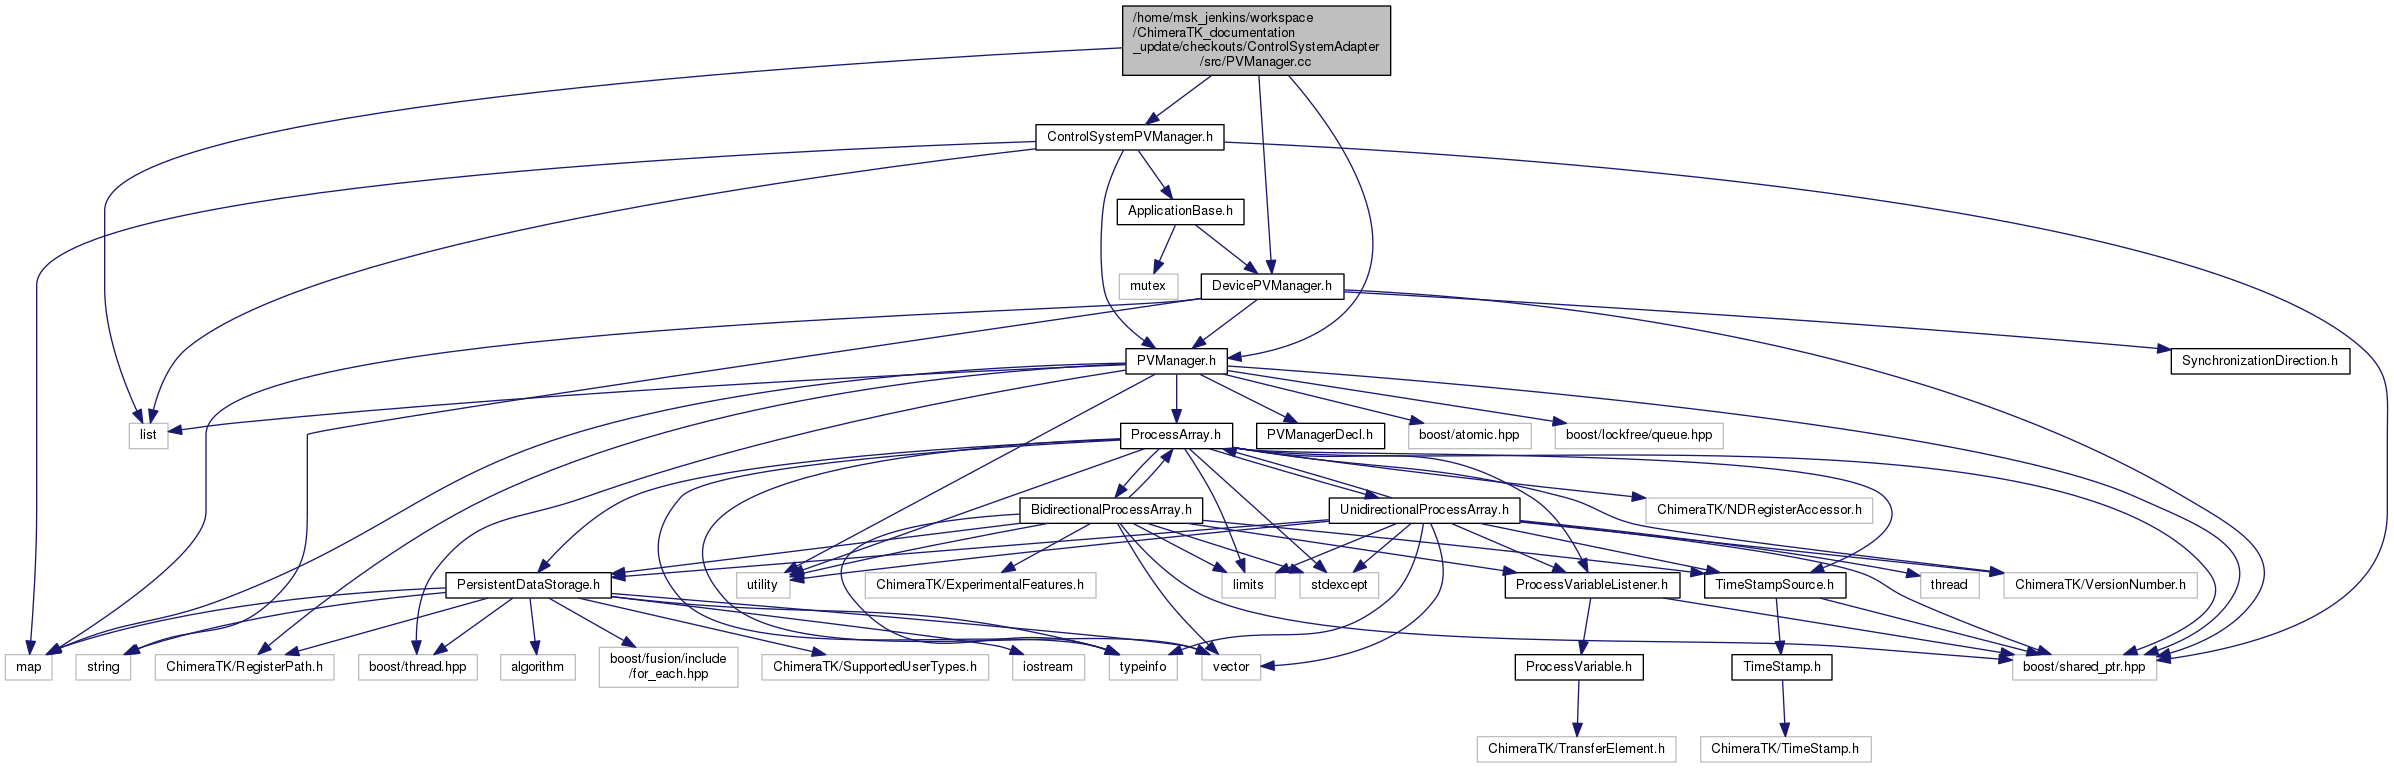 /home/msk_jenkins/workspace
/ChimeraTK_documentation
_update/checkouts/ControlSystemAdapter
/src/PVManager.cc
ControlSystemPVManager.h
ApplicationBase.h
mutex
DevicePVManager.h
PVManager.h
SynchronizationDirection.h
list
ProcessArray.h
PVManagerDecl.h
boost/atomic.hpp
boost/lockfree/queue.hpp
BidirectionalProcessArray.h
UnidirectionalProcessArray.h
ChimeraTK/NDRegisterAccessor.h
PersistentDataStorage.h
utility
ChimeraTK/ExperimentalFeatures.h
limits
stdexcept
ProcessVariableListener.h
TimeStampSource.h
thread
ChimeraTK/VersionNumber.h
map
string
ChimeraTK/RegisterPath.h
boost/thread.hpp
algorithm
boost/fusion/include
/for_each.hpp
ChimeraTK/SupportedUserTypes.h
iostream
typeinfo
vector
ProcessVariable.h
TimeStamp.h
boost/shared_ptr.hpp
ChimeraTK/TransferElement.h
ChimeraTK/TimeStamp.h